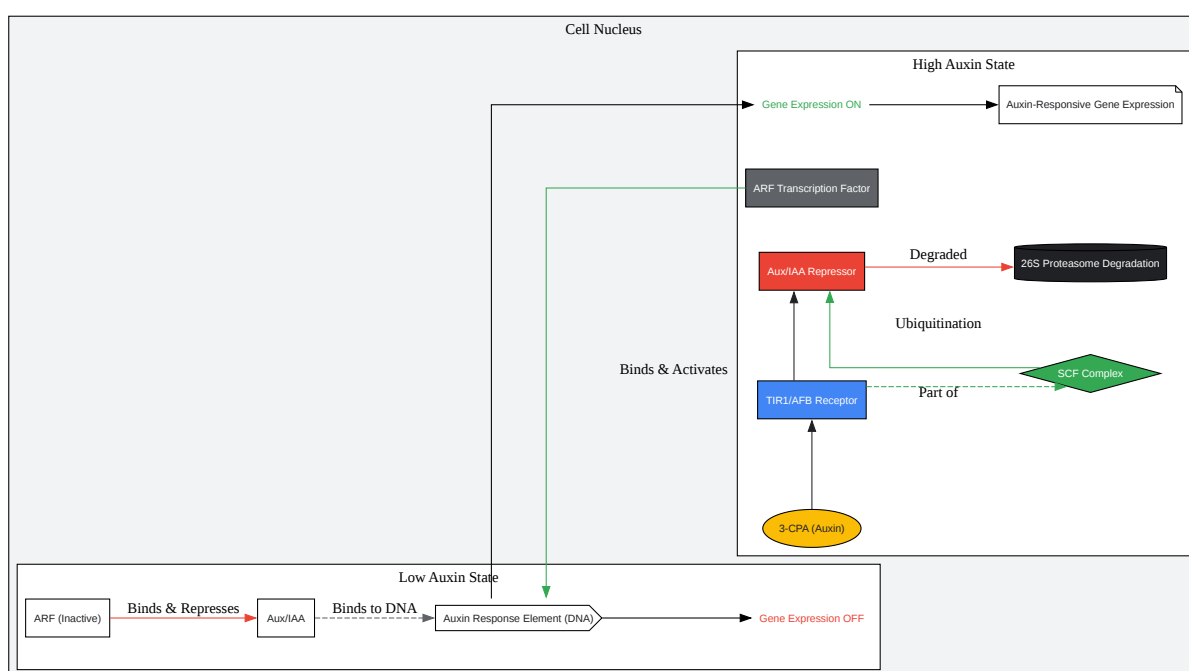 Cell Nucleus
High Auxin State
Gene Expression ON
Auxin-Responsive Gene Expression
ARF Transcription Factor
Aux/IAA Repressor
Degraded
26S Proteasome Degradation
Ubiquitination
Binds & Activates
SCF Complex
TIR1/AFB Receptor
Part of
3-CPA (Auxin)
Low Auxin State
ARF (Inactive)
Binds & Represses
Aux/IAA
Binds to DNA
Auxin Response Element (DNA)
Gene Expression OFF